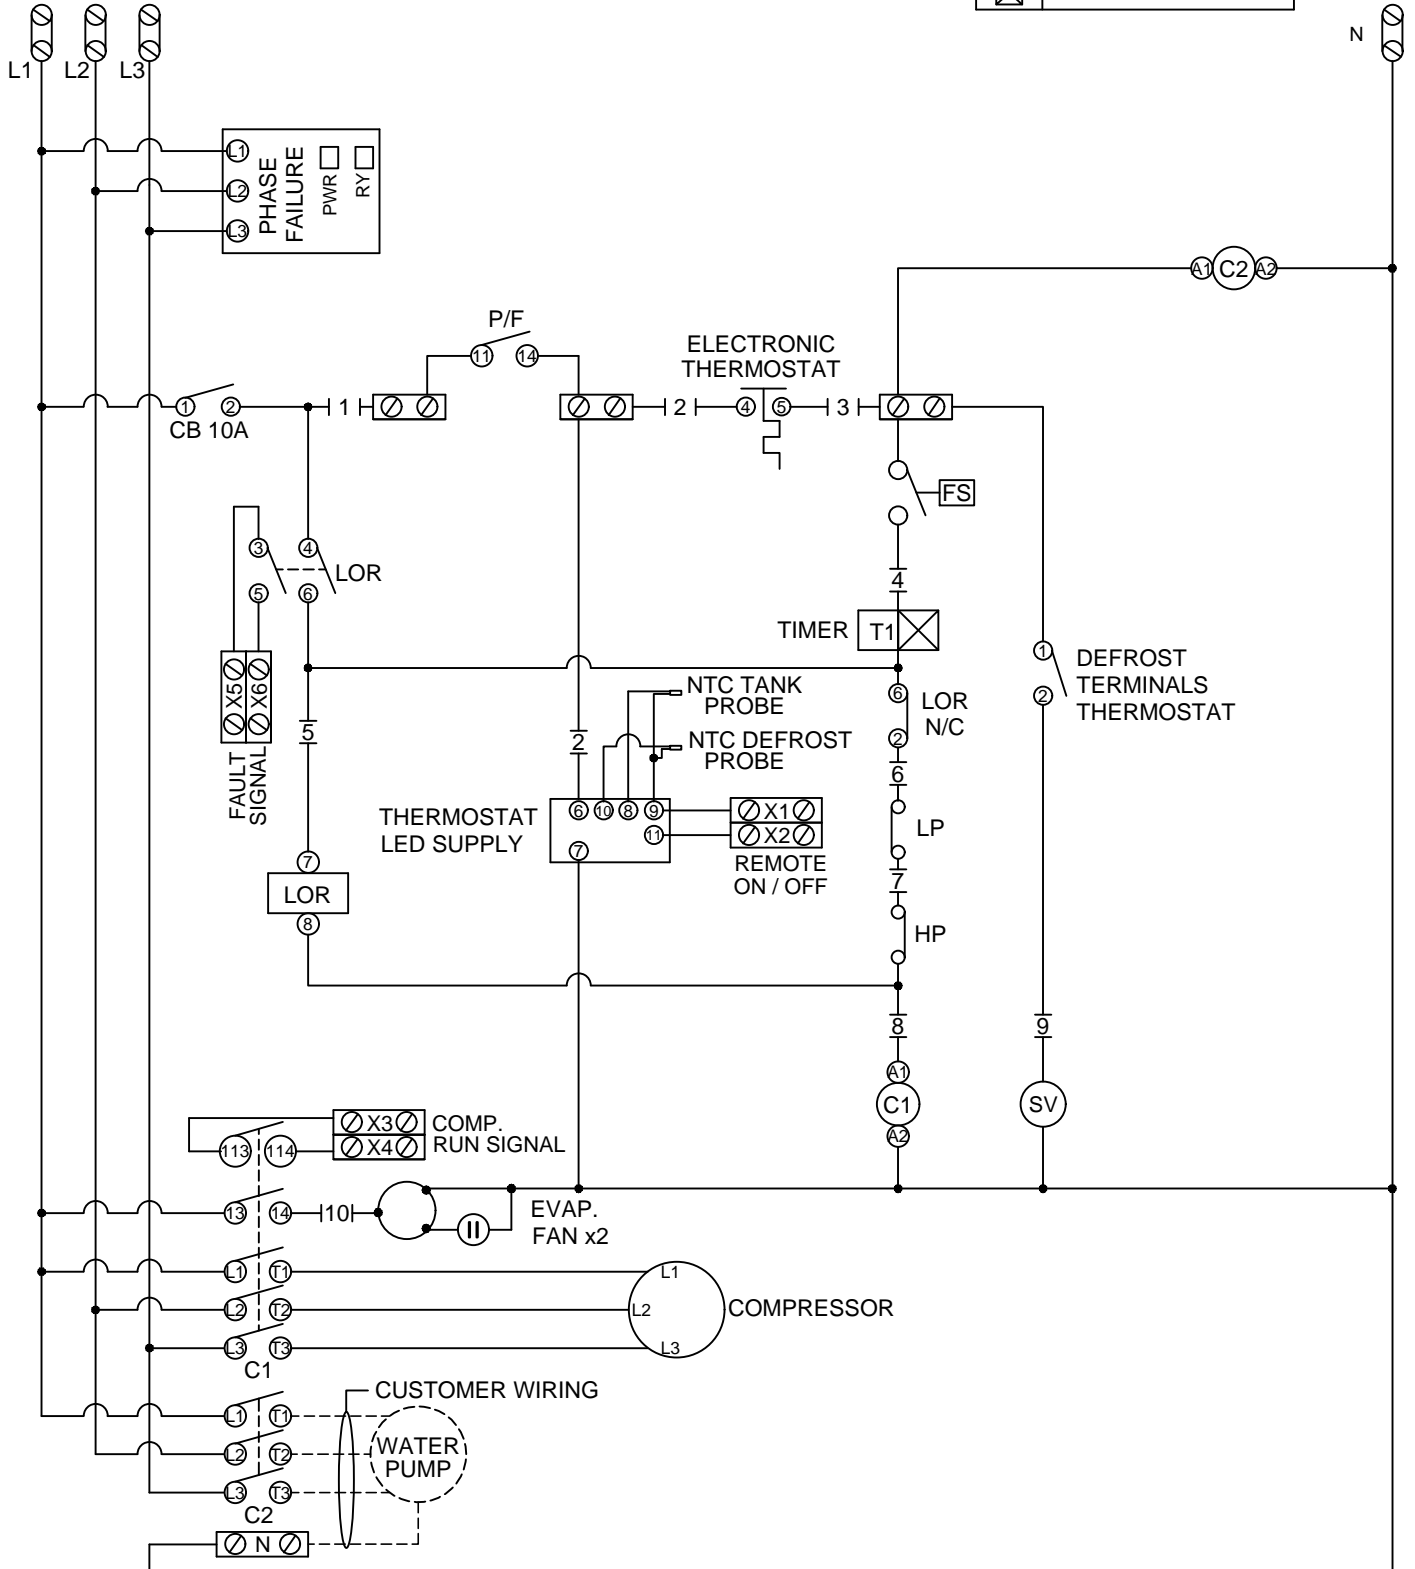 N
L1 L2 L3
L1
L2
L3
PHASE
FAILURE
PWR
RY
A1 C2 A2
P/F
11 14
ELECTRONIC
THERMOSTAT
1 2
CB 10A
1
2
4 5
3
FS
3 4
LOR
5 6
4
TIMER T1
1
2
DEFROST
TERMINALS
THERMOSTAT
X5 X6
FAULT
SIGNAL
5
2
NTC TANK
PROBE
NTC DEFROST
PROBE
6
LOR
N/C
2
6
THERMOSTAT
LED SUPPLY
6 10 8 9
11
7
X1
X2
REMOTE
ON / OFF
LP
7
7
LOR
8
HP
8
9
A1
C1
A2
SV
113 114
X3
X4
COMP.
RUN SIGNAL
13 14 10
EVAP.
FAN x2
L1 T1 L1
L2 T2 L2 COMPRESSOR
L3 T3 L3
C1
CUSTOMER WIRING
L1 T1
L2 T2
L3 T3
WATER
PUMP
C2
N